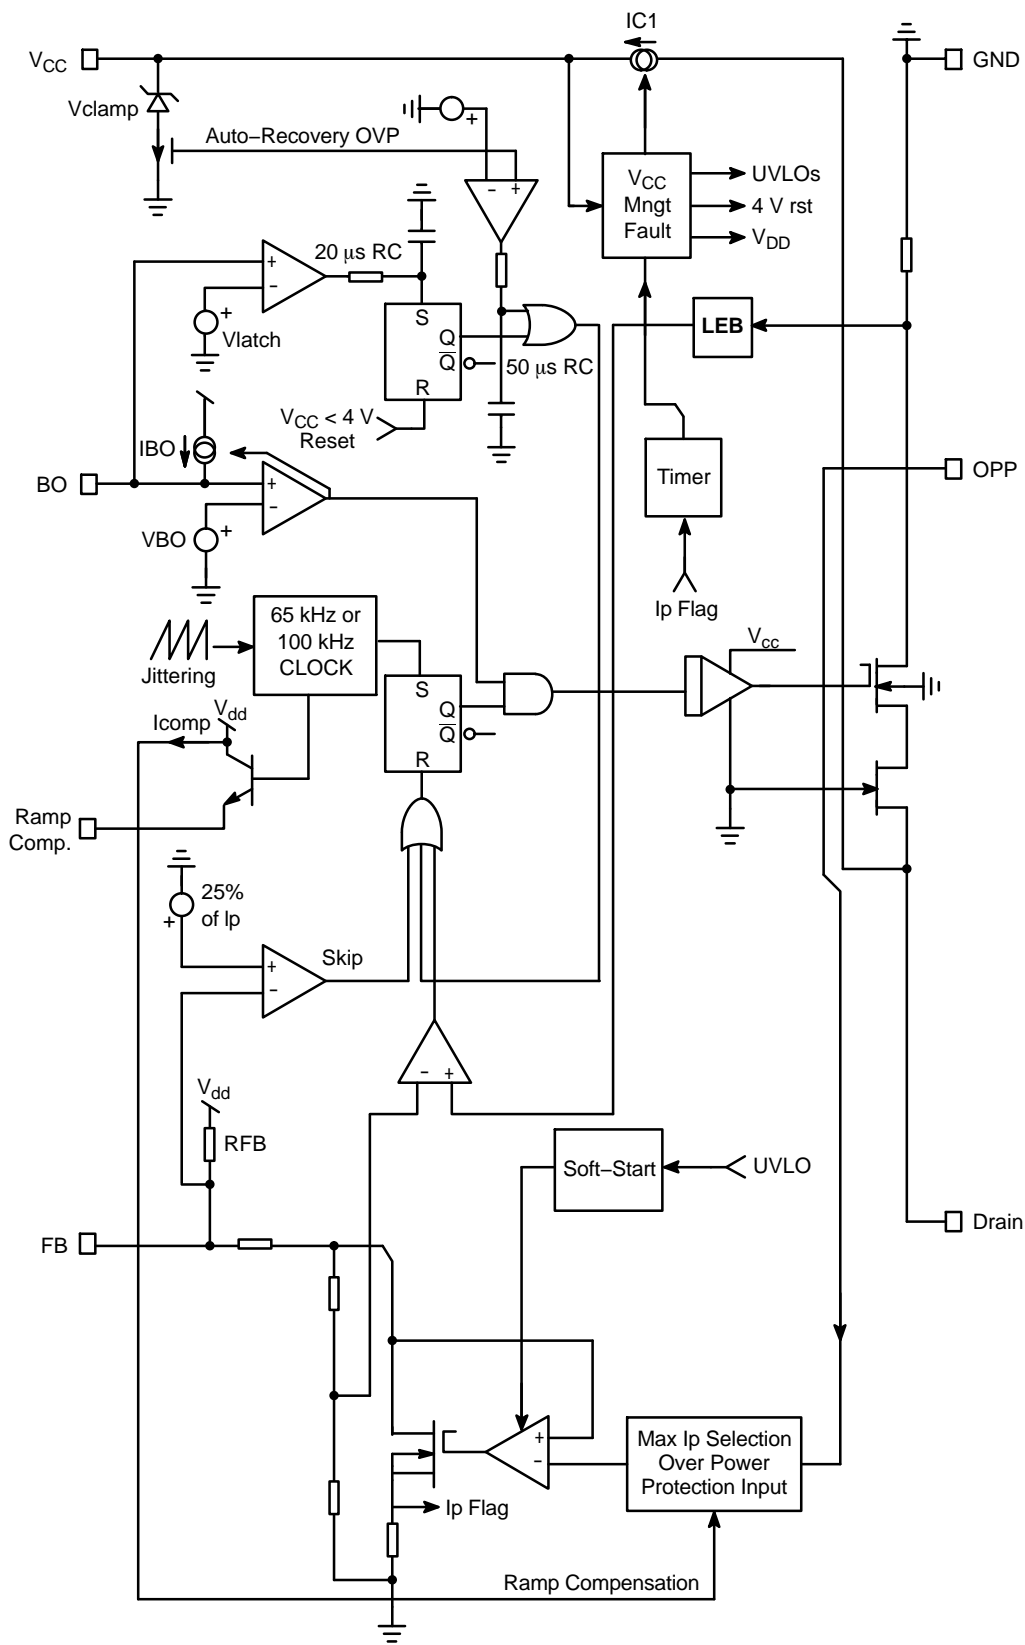 IC1
VCC
GND
Vclamp
+
Auto–Recovery OVP
– +
VCC
Mngt
Fault
UVLOs
4 V rst
VDD
20 μs RC
+
–
+
Vlatch
S
Q
Q
R
50 μs RC
LEB
VCC < 4 V
Reset
IBO
BO
+
–
VBO
+
Timer
OPP
Ip Flag
65 kHz or
100 kHz
CLOCK
Jittering
Vcc
S
Q
Q
R
Icomp
Vdd
Ramp
Comp.
25%
of Ip
+
+
–
Skip
– +
Vdd
RFB
Soft–Start
UVLO
Drain
FB
+
–
Max Ip Selection
Over Power
Protection Input
Ip Flag
Ramp Compensation